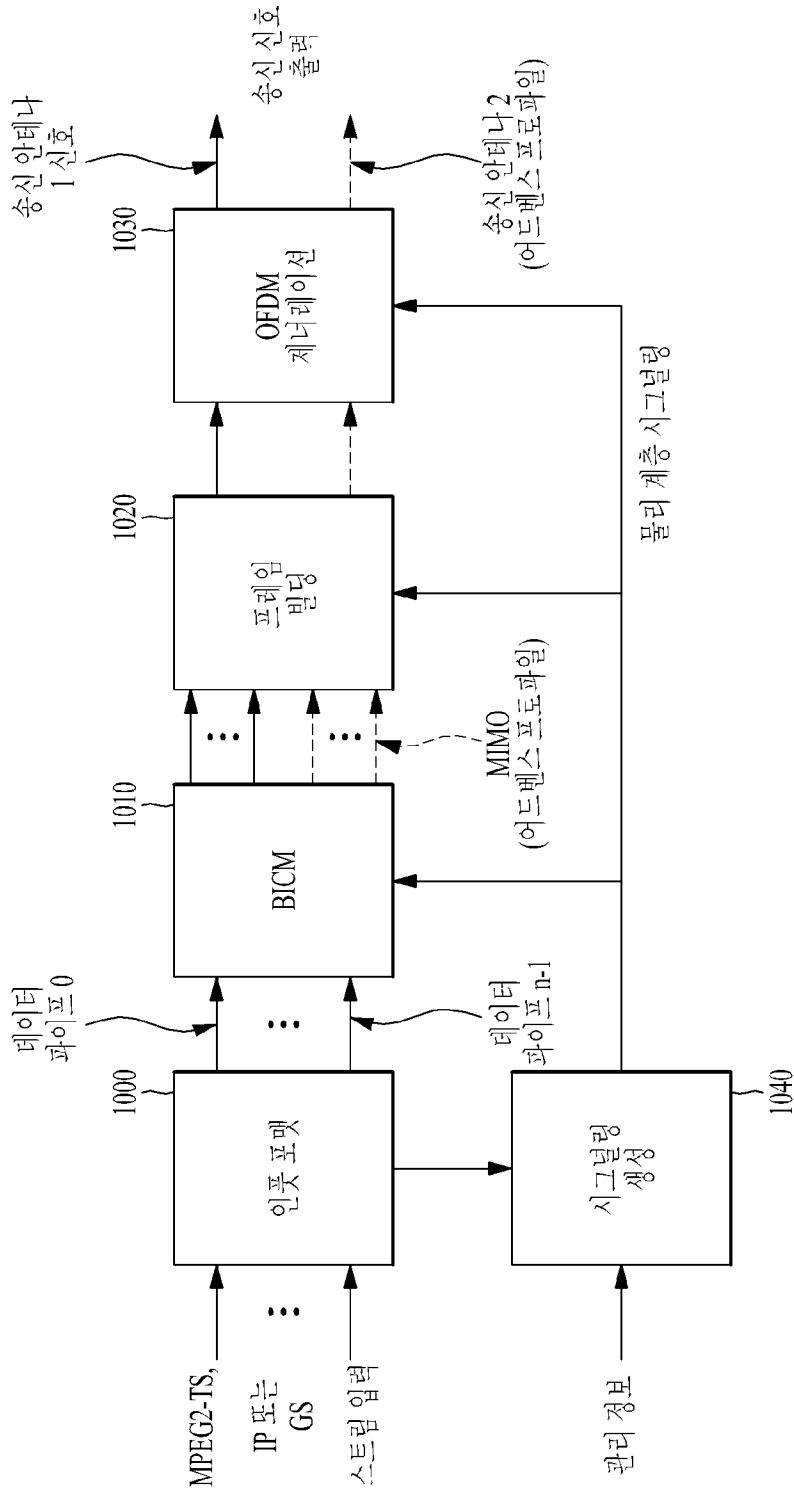 MPEG2-TS,
IP 또는
GS
스트림 입력
관리 정보
1000
인풋 포맷
데이터
파이프 0
데이터
파이프 n-1
1040
시그널링
생성
1010
BICM
MIMO
(어드벤스 프로파일)
1020
프레임
빌딩
1030
OFDM
제너레이션
물리 계층 시그널링
송신 안테나
1 신호
송신 안테나 2
(어드벤스 프로파일)
송신 신호
출력